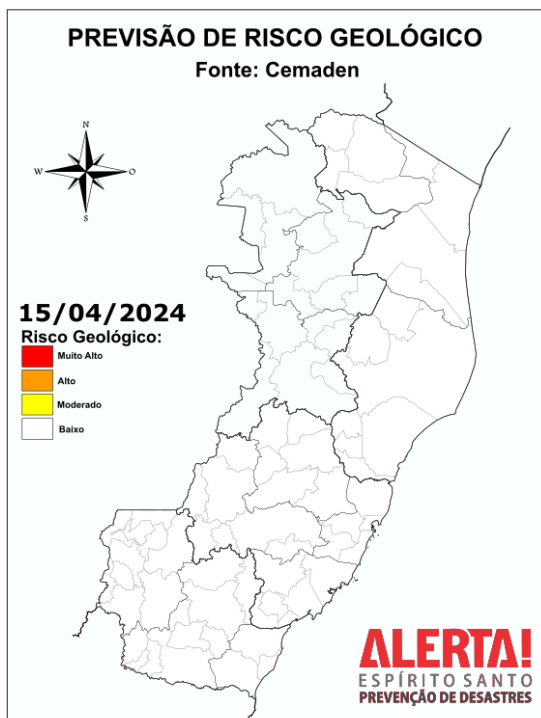 PREVISÃO DE RISCO GEOLÓGICO
Fonte: Cemaden
N
W
O
S
15/04/2024
Risco Geológico:
Muito Alto
Alto
Moderado
Baixo
ALERTA!
ESPÍRITO SANTO
PREVENÇÃO DE DESASTRES